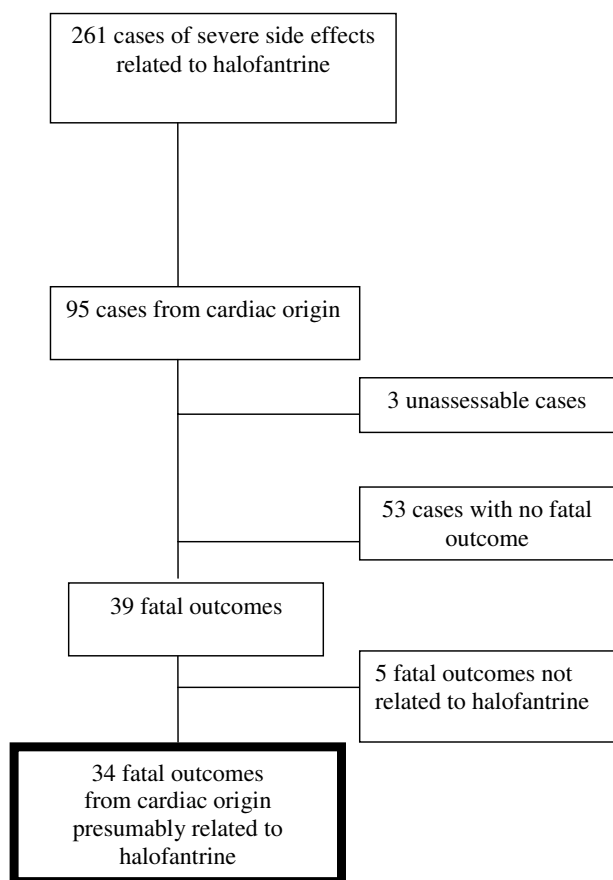 261 cases of severe side effects
related to halofantrine
95 cases from cardiac origin
3 unassessable cases
53 cases with no fatal
outcome
39 fatal outcomes
5 fatal outcomes not
related to halofantrine
34 fatal outcomes
from cardiac origin
presumably related to
halofantrine